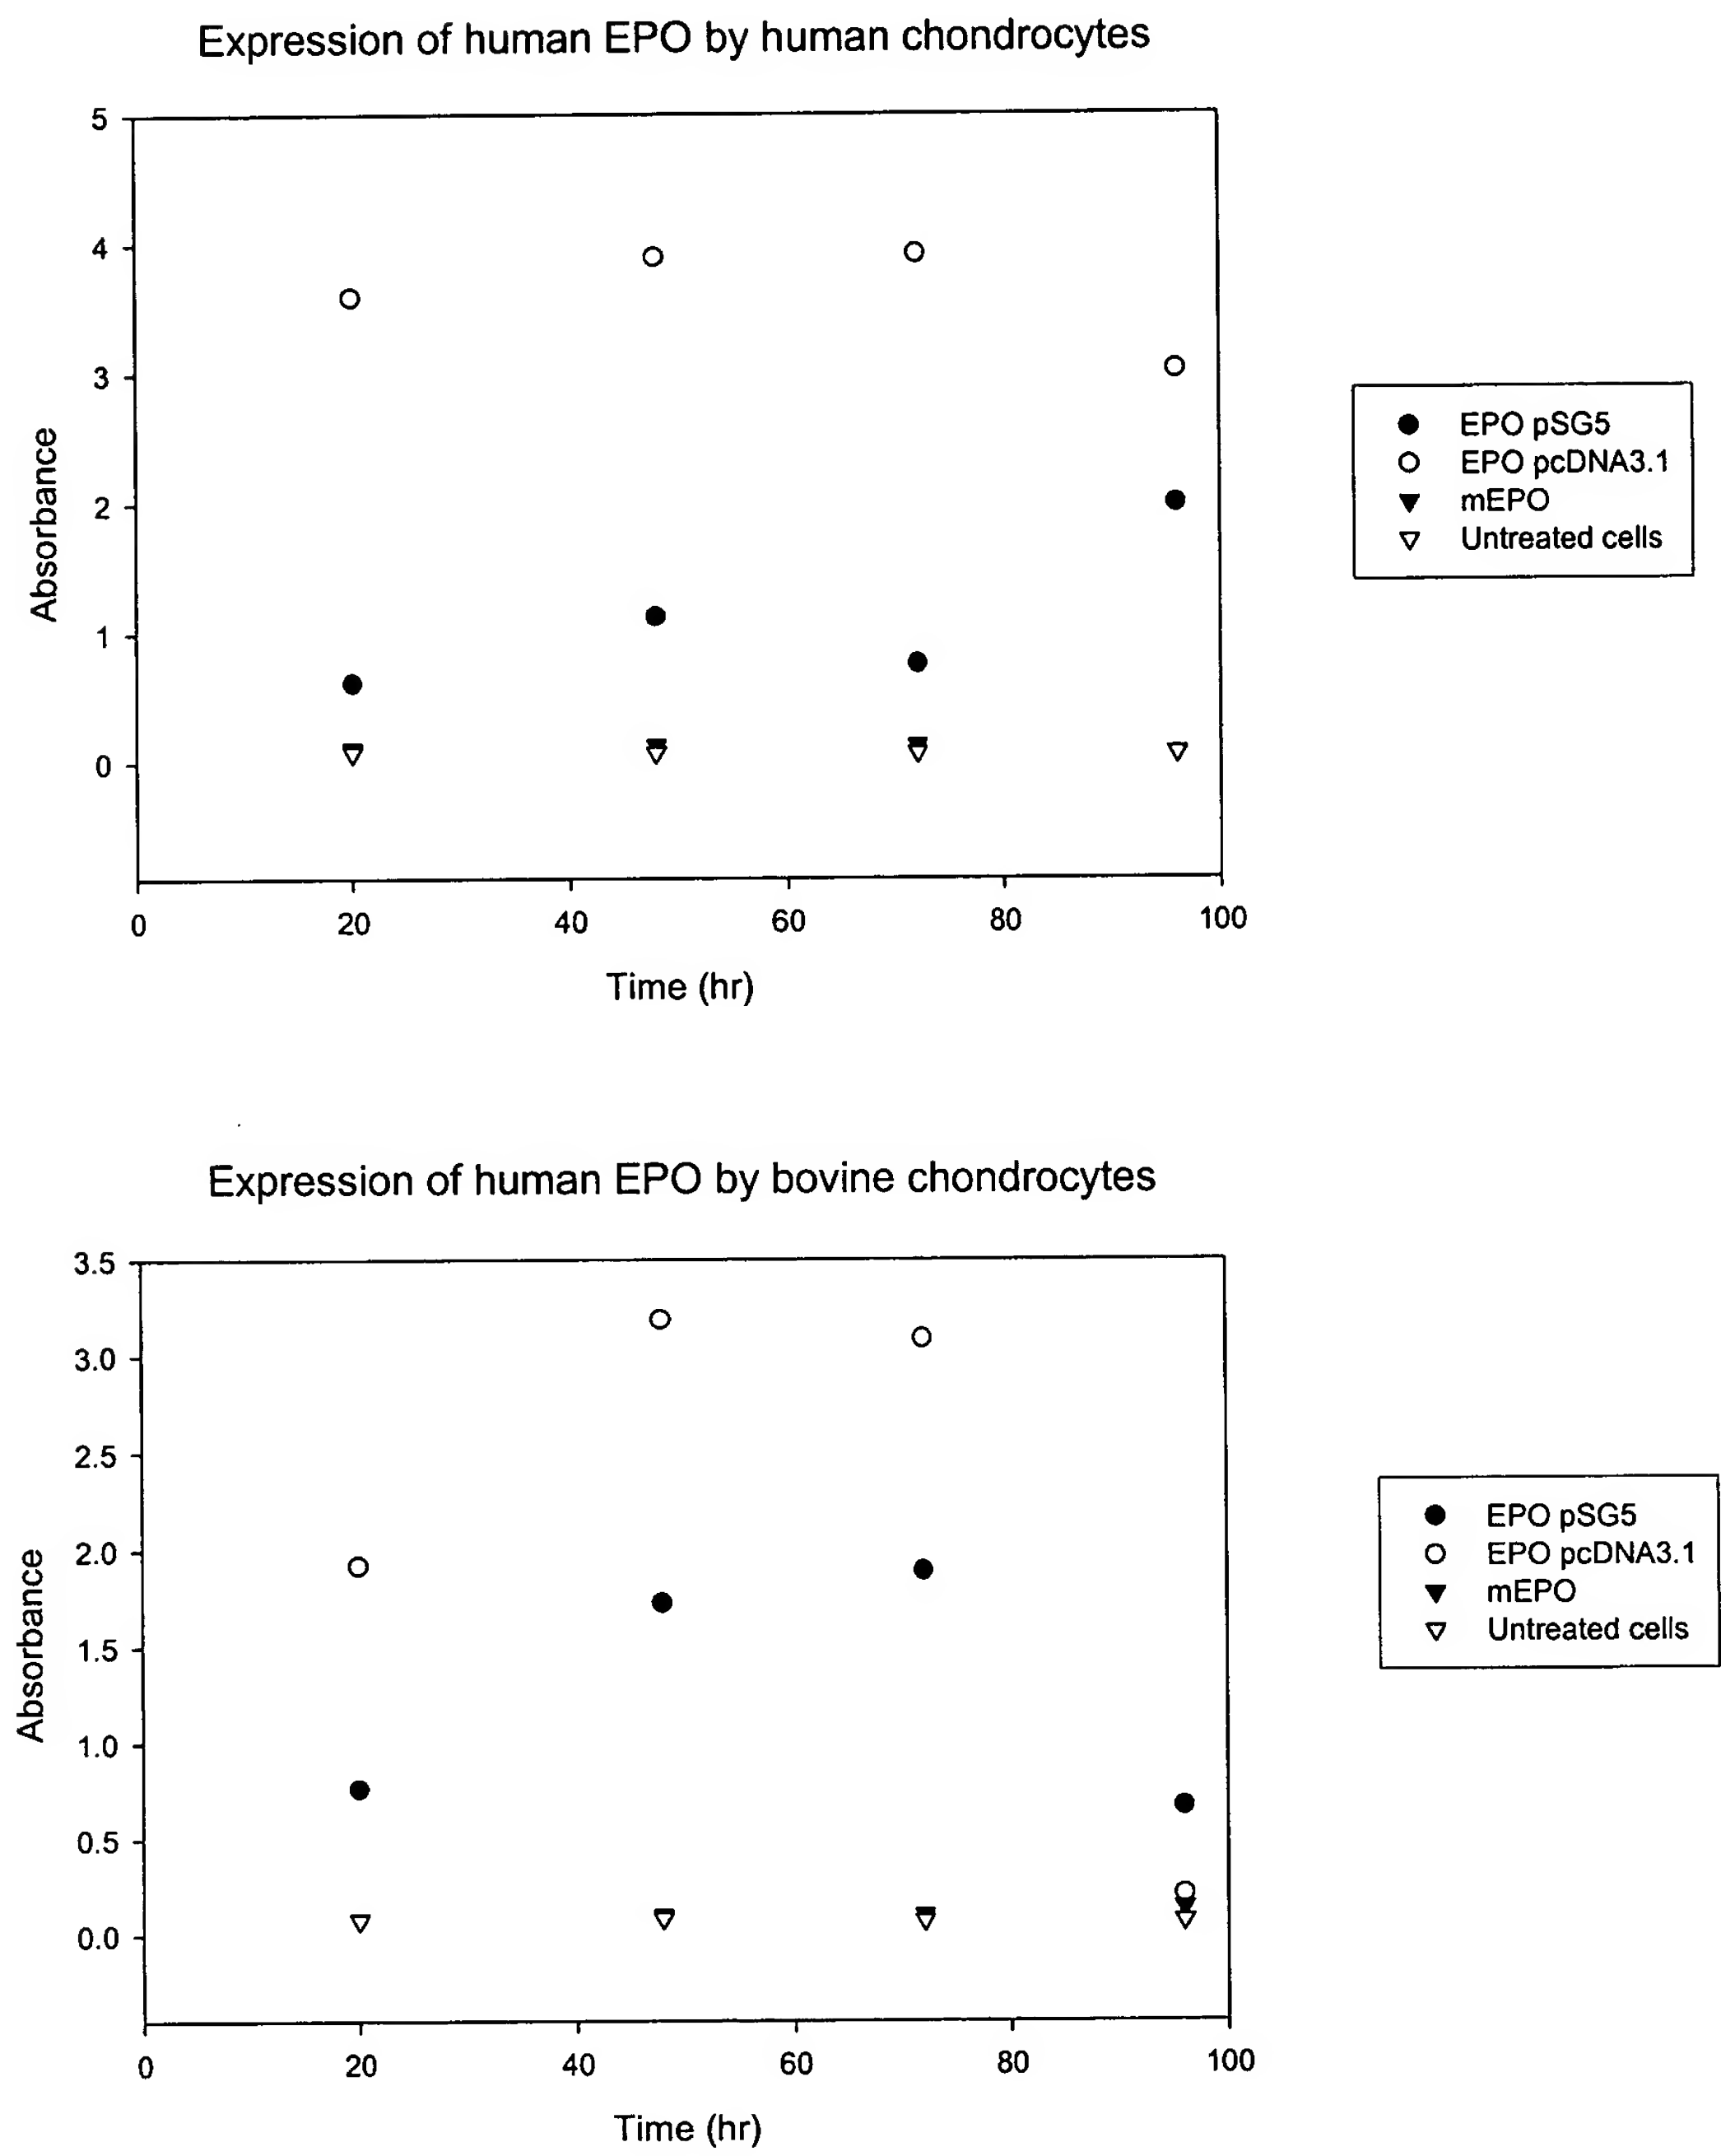 Expression of human EPO by human chondrocytes
5
4
3
2
1
0
Absorbance
0 20 40 60 80 100
Time (hr)
EPO pSG5
EPO pcDNA3.1
mEPO
Untreated cells
Expression of human EPO by bovine chondrocytes
3.5
3.0
2.5
2.0
1.5
1.0
0.5
0.0
Absorbance
0 20 40 60 80 100
Time (hr)
EPO pSG5
EPO pcDNA3.1
mEPO
Untreated cells